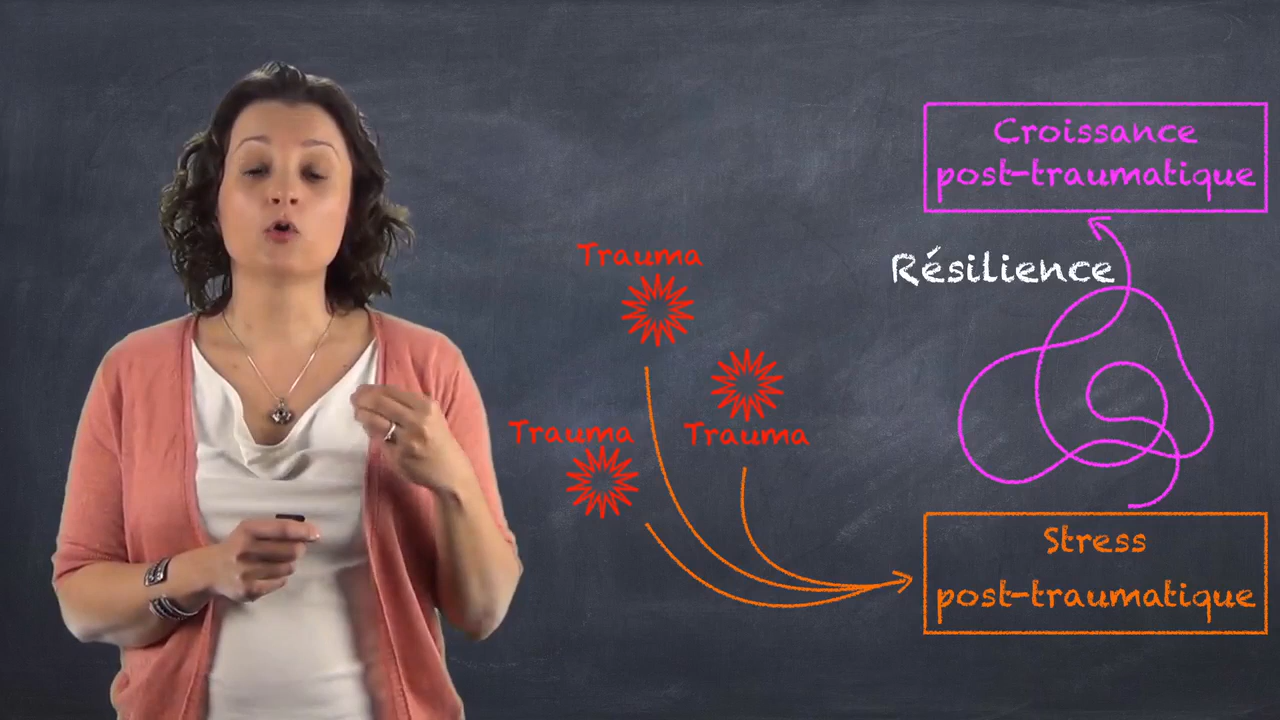 Croissance
post-traumatique
Résilience
Trauma
Trauma
Trauma
Stress
post-traumatique